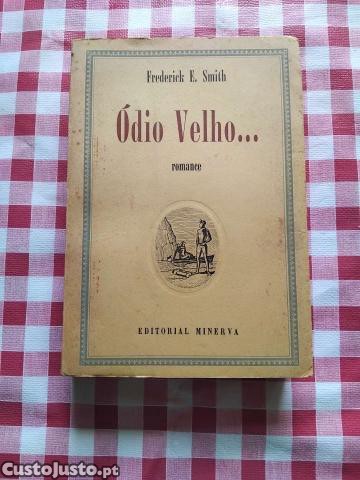 Frederick E. Smith
Ódio Velho...
romance
EDITORIAL MINERVA
CustoJusto.pt